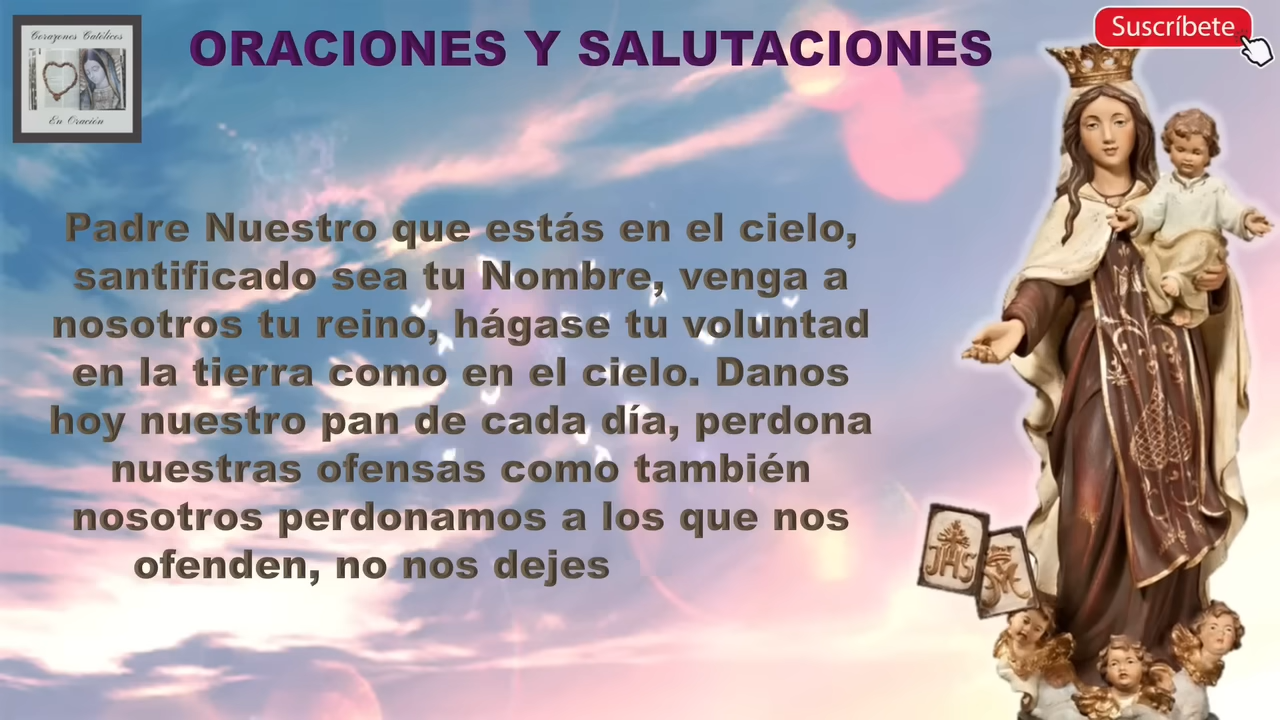 Corazones Católicos
En Oración
ORACIONES Y SALUTACIONES
Suscríbete
Padre Nuestro que estás en el cielo,
santificado sea tu Nombre, venga a
nosotros tu reino, hágase tu voluntad
en la tierra como en el cielo. Danos
hoy nuestro pan de cada día, perdona
nuestras ofensas como también
nosotros perdonamos a los que nos
ofenden, no nos dejes
JHS